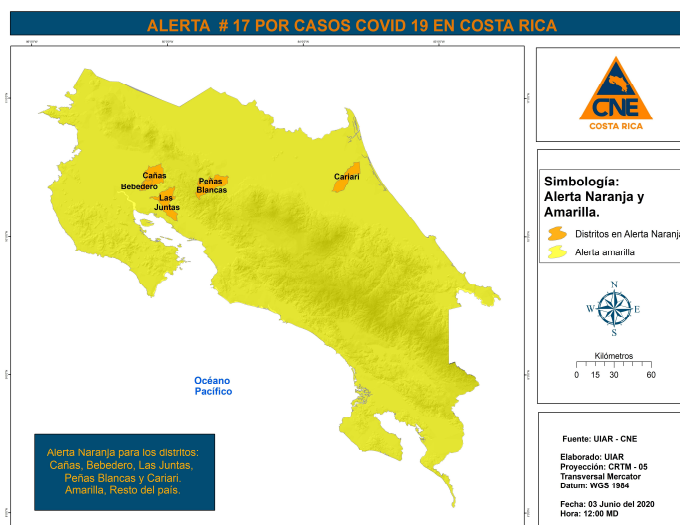 ALERTA # 17 POR CASOS COVID 19 EN COSTA RICA
CNE
COSTA RICA
Cañas
Bebedero
Las
Juntas
Peñas
Blancas
Cariari
Simbología:
Alerta Naranja y
Amarilla.
Distritos en Alerta Naranja
Alerta amarilla
N
W
E
S
Kilómetros
0 15 30 60
Océano
Pacífico
Alerta Naranja para los distritos:
Cañas, Bebedero, Las Juntas,
Peñas Blancas y Cariari.
Amarilla, Resto del país.
Fuente: UIAR - CNE
Elaborado: UIAR
Proyección: CRTM - 05
Transversal Mercator
Datum: WGS 1984
Fecha: 03 Junio del 2020
Hora: 12:00 MD